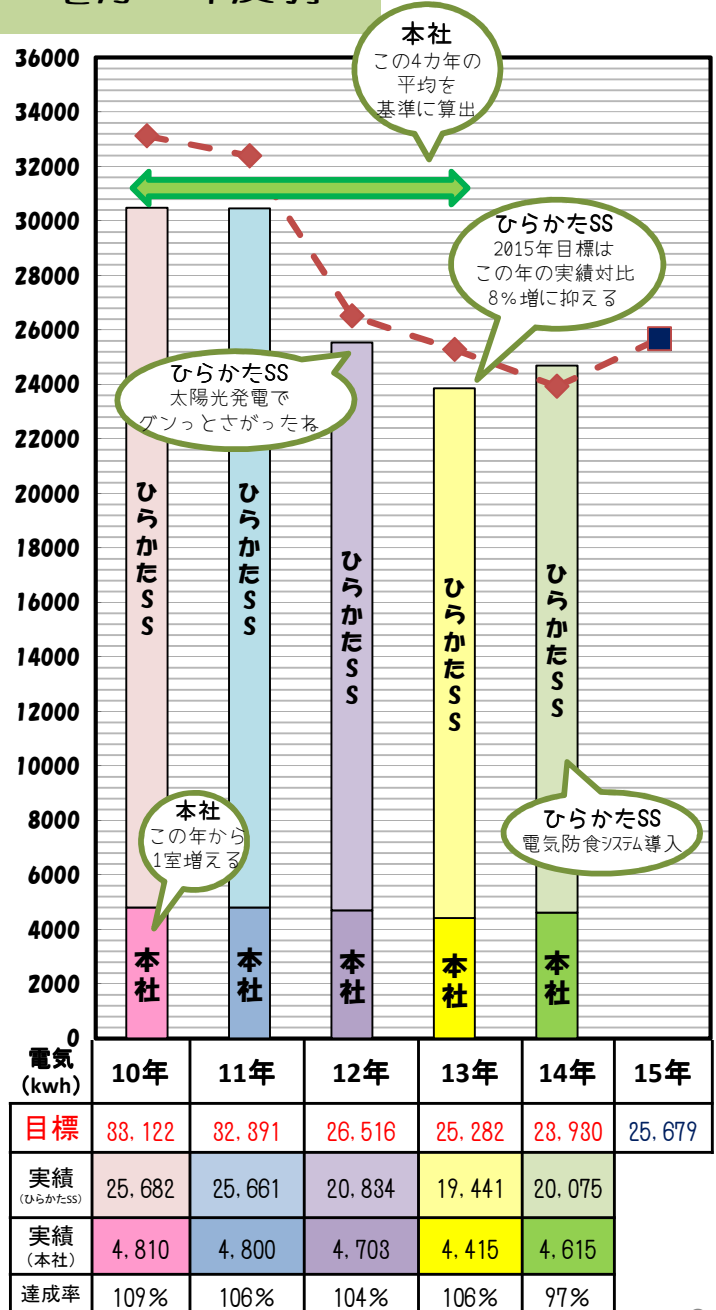 36000
34000
32000
30000
28000
26000
24000
22000
20000
18000
16000
14000
12000
10000
8000
6000
4000
2000
0
本社
この4カ年の
平均を
基準に算出
ひらかたSS
2015年目標は
この年の実績対比
8%増に抑える
ひらかたSS
太陽光発電で
グンっとさがったね
ひらかたSS
ひらかたSS
ひらかたSS
ひらかたSS
ひらかたSS
本社
この年から
1室増える
ひらかたSS
電気防食システム導入
本社
本社
本社
本社
本社
電気(kwh) 10年 11年 12年 13年 14年 15年
目標 33,122 32,391 26,516 25,282 23,930 25,679
実績(ひらかたSS) 25,682 25,661 20,834 19,441 20,075
実績(本社) 4,810 4,800 4,703 4,415 4,615
達成率 109% 106% 104% 106% 97%